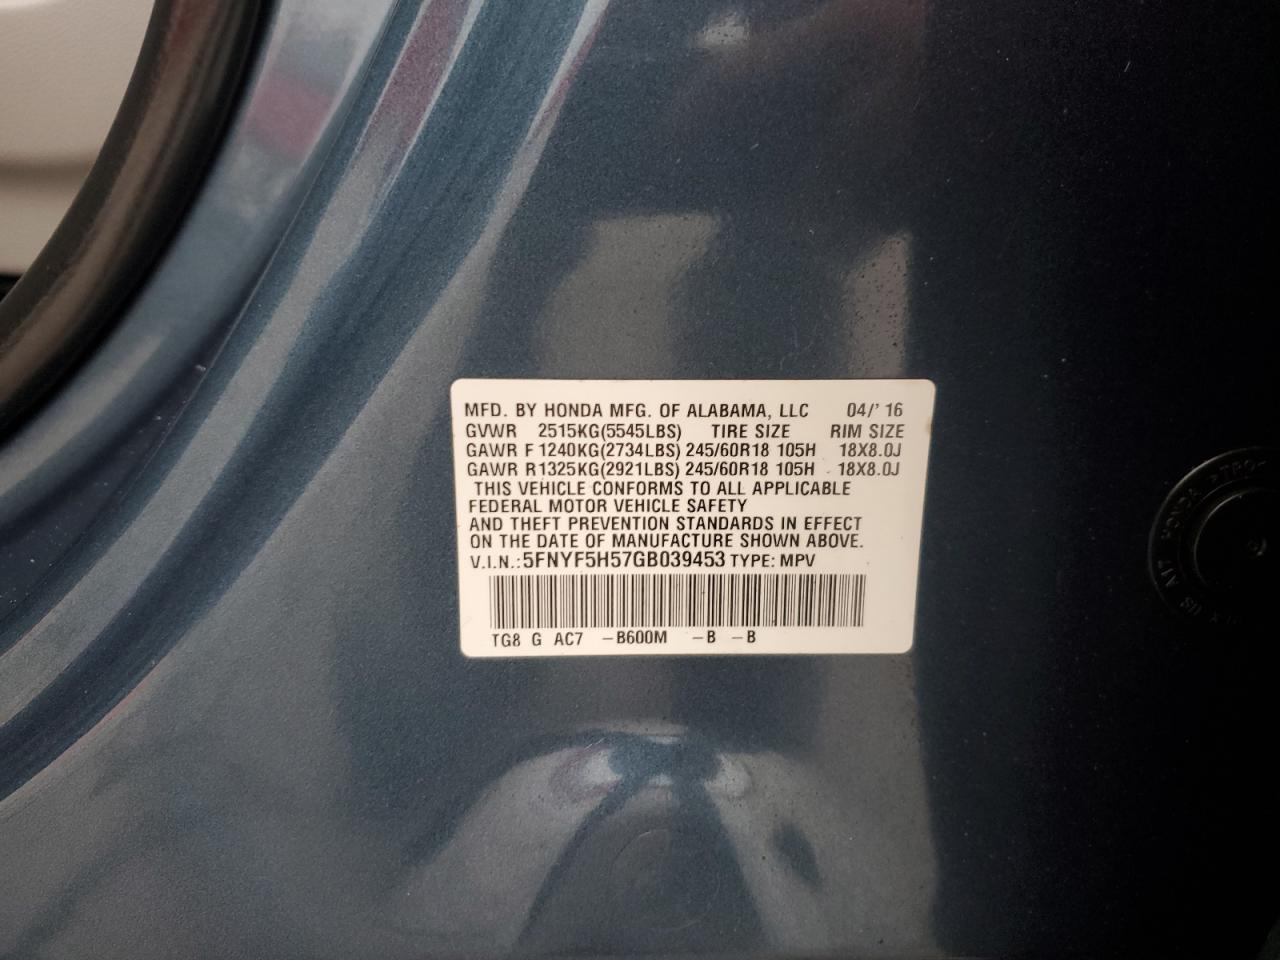 MFD. BY HONDA MFG. OF ALABAMA, LLC 04/' 16
GVWR 2515KG(5545LBS) TIRE SIZE RIM SIZE
GAWR F 1240KG(2734LBS) 245/60R18 105H 18X8.0J
GAWR R1325KG(2921LBS) 245/60R18 105H 18X8.0J
THIS VEHICLE CONFORMS TO ALL APPLICABLE
FEDERAL MOTOR VEHICLE SAFETY
AND THEFT PREVENTION STANDARDS IN EFFECT
ON THE DATE OF MANUFACTURE SHOWN ABOVE.
V.I.N.:5FNYF5H57GB039453 TYPE: MPV
TG8 G AC7 -B600M -B -B
HONDA >TPO-